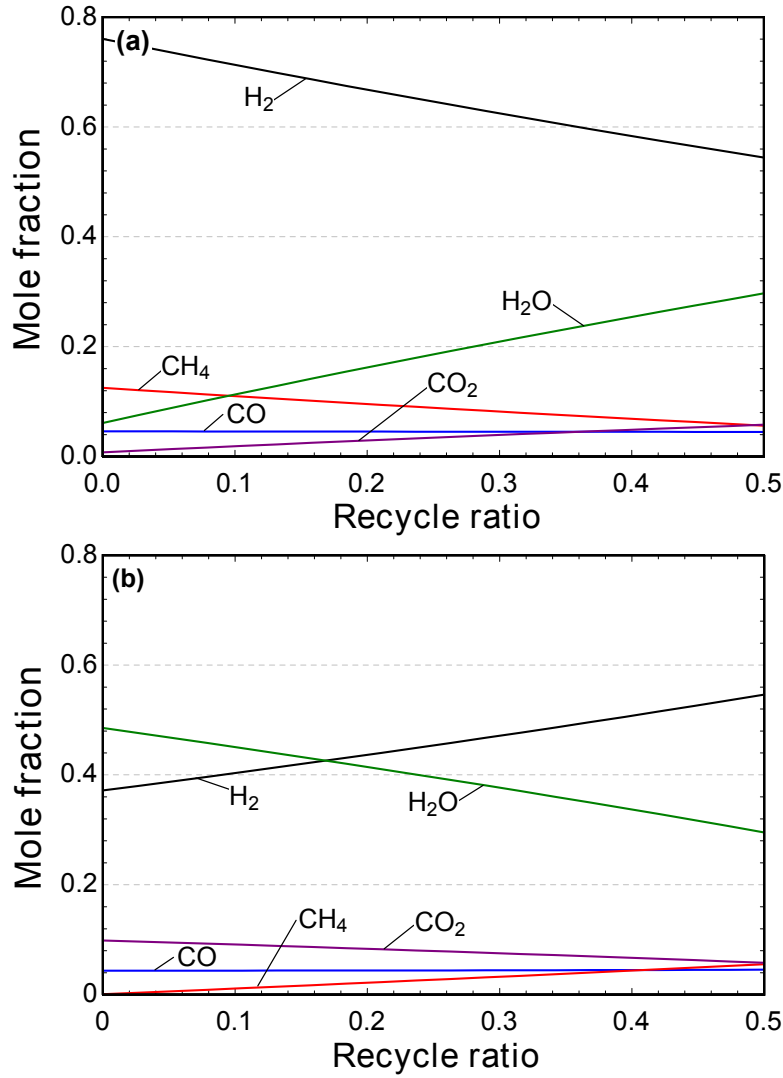 (a)
0.8
0.6
0.4
0.2
0.0
Mole fraction
H₂
H₂O
CH₄
CO₂
CO
0.0 0.1 0.2 0.3 0.4 0.5
Recycle ratio
(b)
0.8
0.6
0.4
0.2
0
Mole fraction
H₂
H₂O
CH₄
CO₂
CO
0 0.1 0.2 0.3 0.4 0.5
Recycle ratio